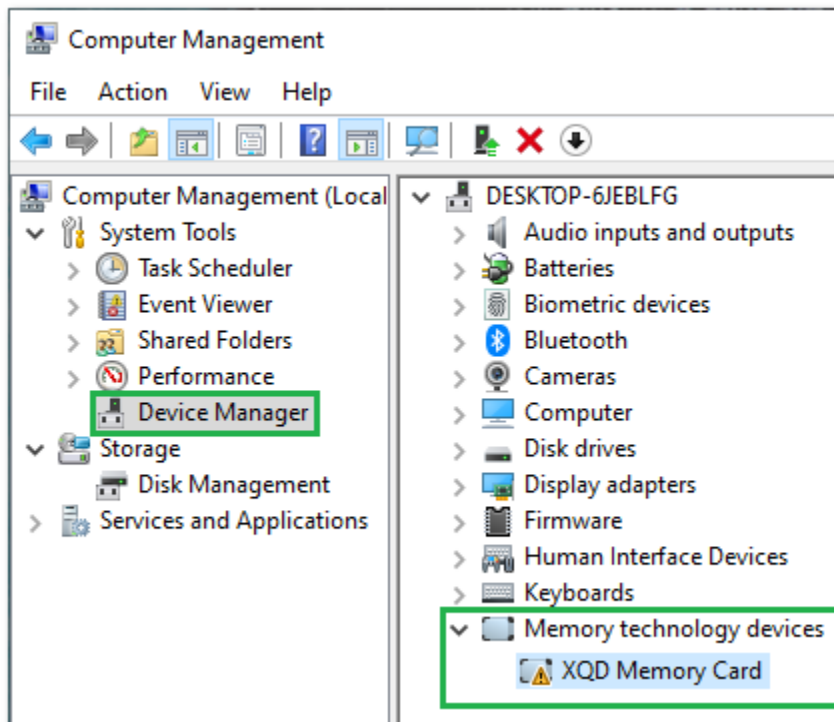 Computer Management
File Action View Help
Computer Management (Local
System Tools
Task Scheduler
Event Viewer
Shared Folders
Performance
Device Manager
Storage
Disk Management
Services and Applications
DESKTOP-6JEBLFG
Audio inputs and outputs
Batteries
Biometric devices
Bluetooth
Cameras
Computer
Disk drives
Display adapters
Firmware
Human Interface Devices
Keyboards
Memory technology devices
XQD Memory Card